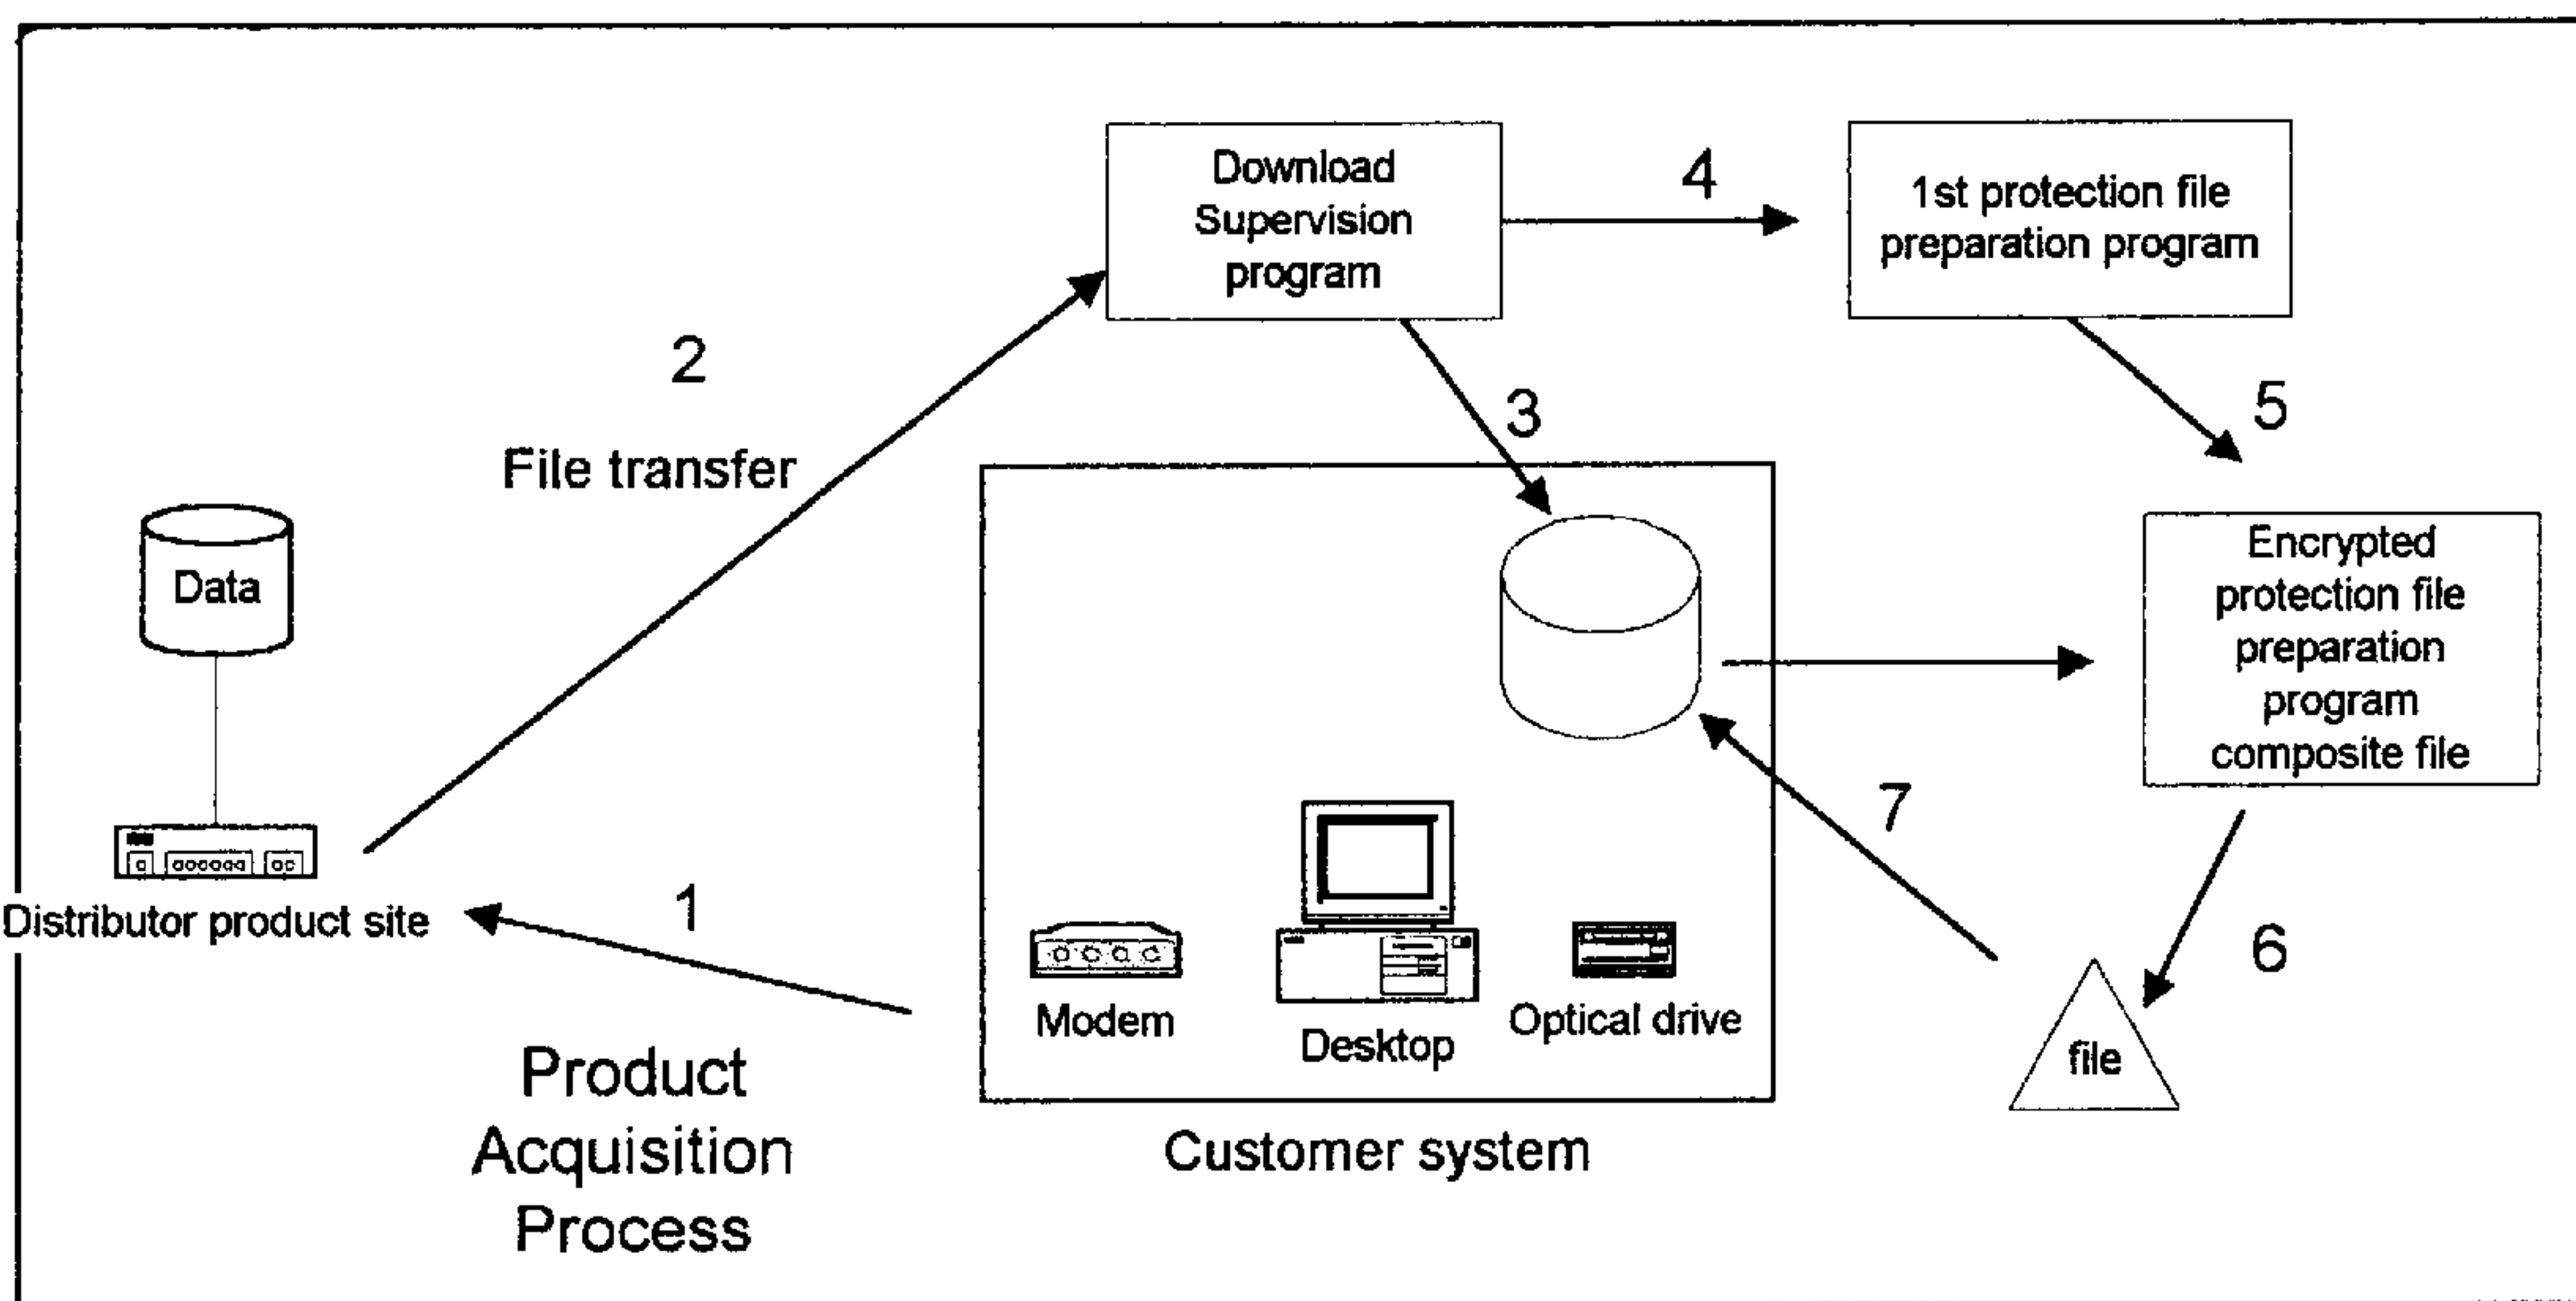 Download
Supervision
program
4
1st protection file
preparation program
2
File transfer
3
5
Data
Encrypted
protection file
preparation
program
composite file
7
Distributor product site
1
Modem
Desktop
Optical drive
6
file
Product
Acquisition
Process
Customer system